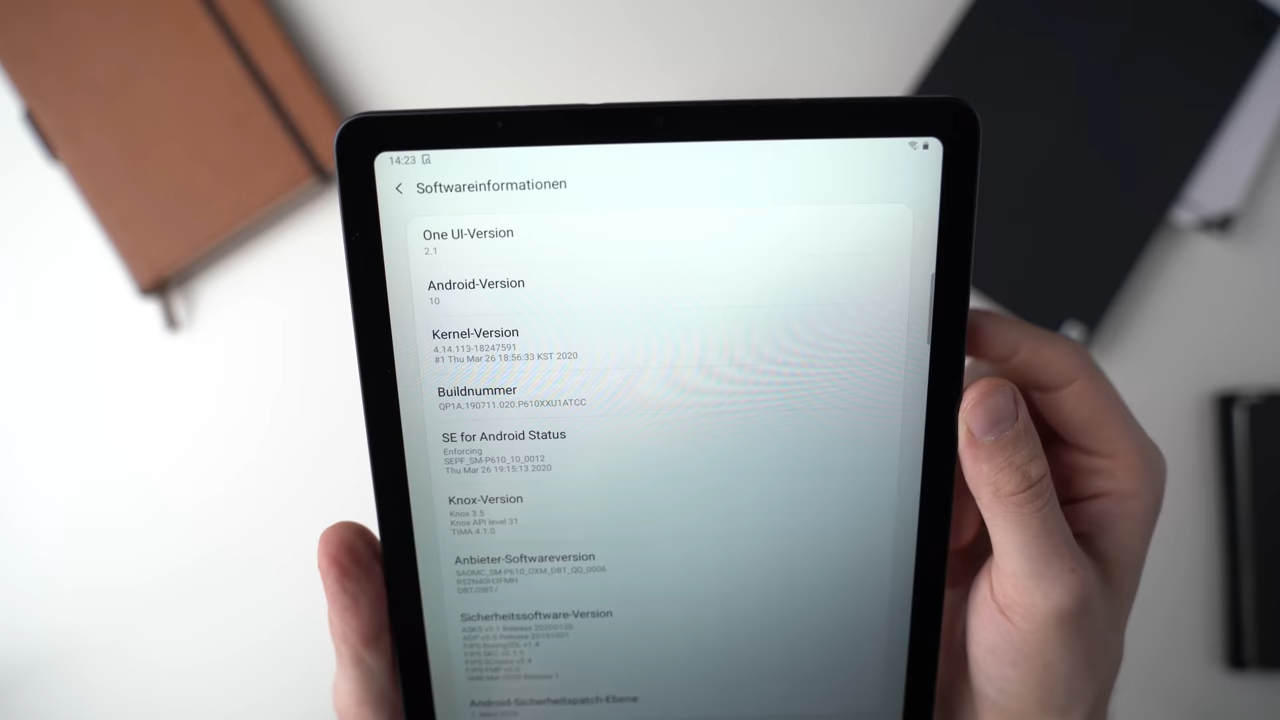 14:23
Softwareinformationen
One UI-Version
2.1
Android-Version
10
Kernel-Version
4.14.113-18247591
#1 Thu Mar 26 18:56:33 KST 2020
Buildnummer
QP1A.190711.020.P610XXU1ATCC
SE for Android Status
Enforcing
SEPF_SM-P610_10_0012
Thu Mar 26 19:15:13 2020
Knox-Version
Knox 3.5
Knox API level 31
TIMA 4.1.0
Anbieter-Softwareversion
SAOMC_SM-P610_OXM_DBT_QQ_0006
DBT/DBT/
Sicherheitssoftware-Version
Android-Sicherheitspatch-Ebene